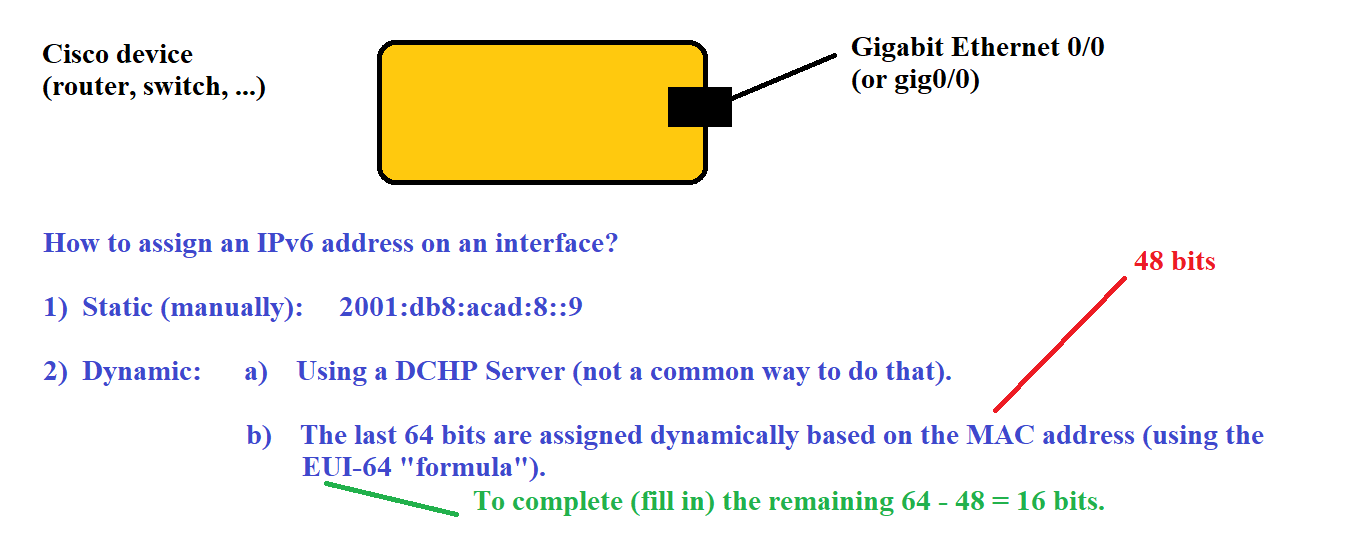 Cisco device
(router, switch, ...)
Gigabit Ethernet 0/0
(or gig0/0)
How to assign an IPv6 address on an interface?
48 bits
1) Static (manually): 2001:db8:acad:8::9
2) Dynamic: a) Using a DCHP Server (not a common way to do that).
b) The last 64 bits are assigned dynamically based on the MAC address (using the
EUI-64 "formula").
To complete (fill in) the remaining 64 - 48 = 16 bits.